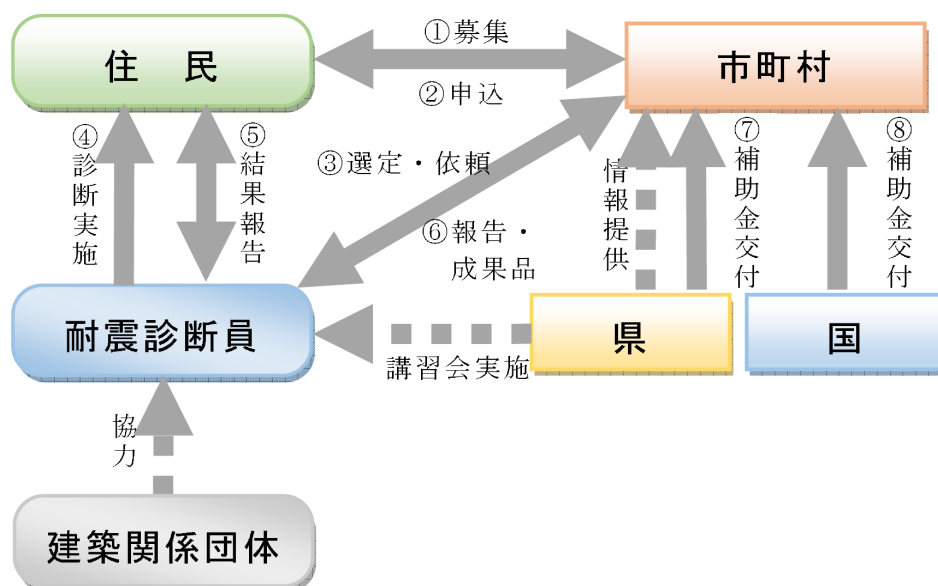 ①募集
住　民
市町村
②申込
④診断実施
⑤結果報告
③選定・依頼
情報提供
⑦補助金交付
⑧補助金交付
⑥報告・
成果品
耐震診断員
県
国
講習会実施
協力
建築関係団体